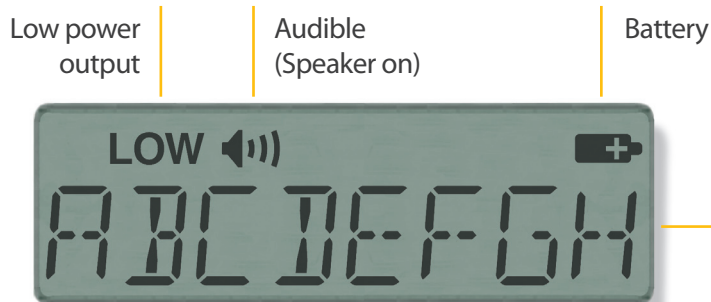 Low power output
Audible (Speaker on)
Battery
LOW
ABCDEFGH